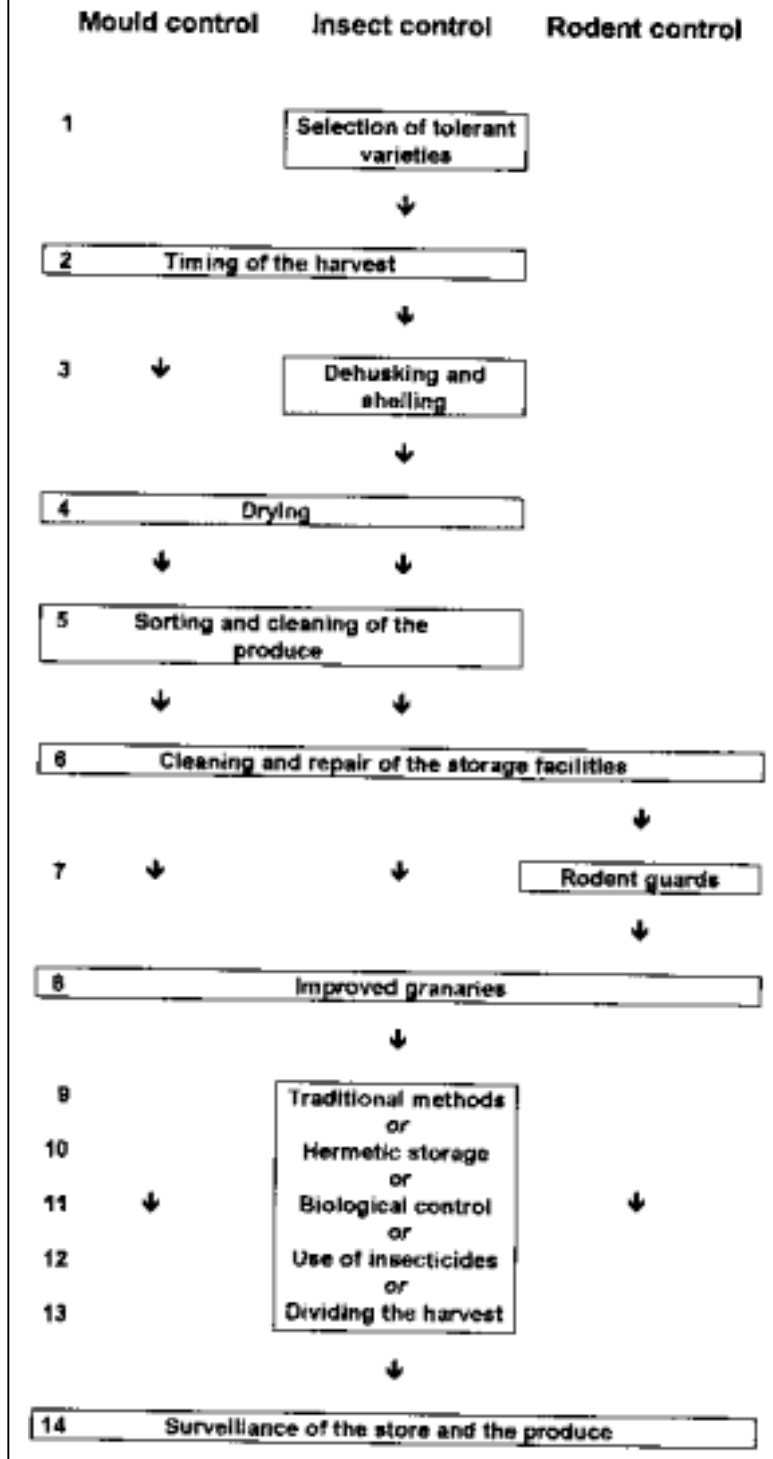 Mould control Insect control Rodent control
1 Selection of tolerant
varieties
2 Timing of the harvest
3 Dehusking and
shelling
4 Drying
5 Sorting and cleaning of the
produce
6 Cleaning and repair of the storage facilities
7 Rodent guards
8 Improved granaries
9 Traditional methods
or
10 Hermetic storage
or
11 Biological control
or
12 Use of insecticides
or
13 Dividing the harvest
14 Surveillance of the store and the produce